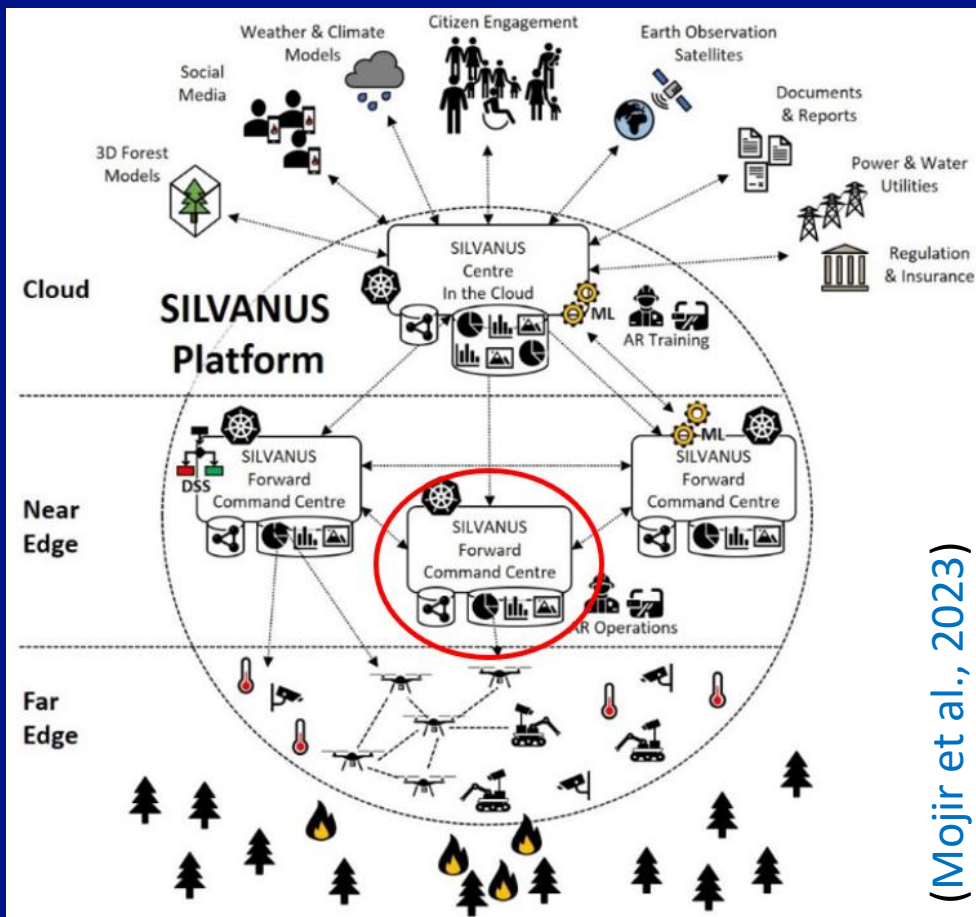 Weather & Climate
Models
Citizen Engagement
Earth Observation
Satellites
Social
Media
Documents
& Reports
3D Forest
Models
Power & Water
Utilities
Regulation
& Insurance
Cloud
SILVANUS
Platform
SILVANUS
Centre
In the Cloud
ML
AR Training
Near
Edge
DSS
SILVANUS
Forward
Command Centre
SILVANUS
Forward
Command Centre
ML
SILVANUS
Forward
Command Centre
AR Operations
Far
Edge
(Mojir et al., 2023)